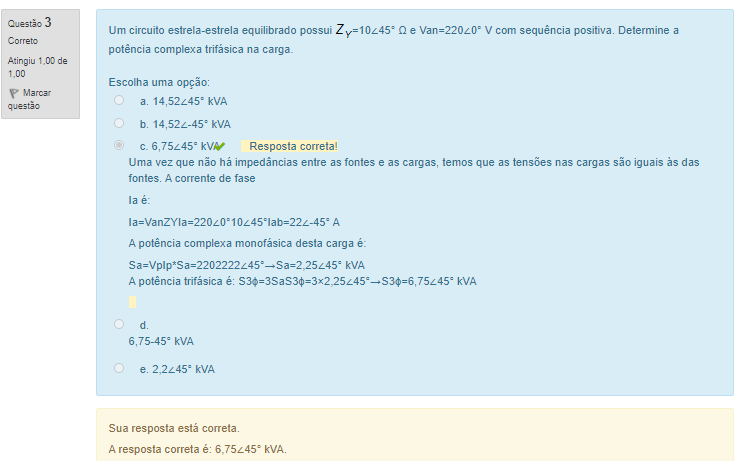 Questão 3
Correto
Atingiu 1,00 de
1,00
Marcar
questão
Um circuito estrela-estrela equilibrado possui ZY=10∠45° Ω e Van=220∠0° V com sequência positiva. Determine a
potência complexa trifásica na carga.
Escolha uma opção:
a. 14,52∠45° kVA
b. 14,52∠-45° kVA
c. 6,75∠45° kVA Resposta correta!
Uma vez que não há impedâncias entre as fontes e as cargas, temos que as tensões nas cargas são iguais às das
fontes. A corrente de fase
Ia é:
Ia=VanZYIa=220∠0°10∠45°Iab=22∠-45° A
A potência complexa monofásica desta carga é:
Sa=VpIp*Sa=2202222∠45°→Sa=2,25∠45° kVA
A potência trifásica é: S3ϕ=3SaS3ϕ=3×2,25∠45°→S3ϕ=6,75∠45° kVA
d.
6,75-45° kVA
e. 2,2∠45° kVA
Sua resposta está correta.
A resposta correta é: 6,75∠45° kVA.